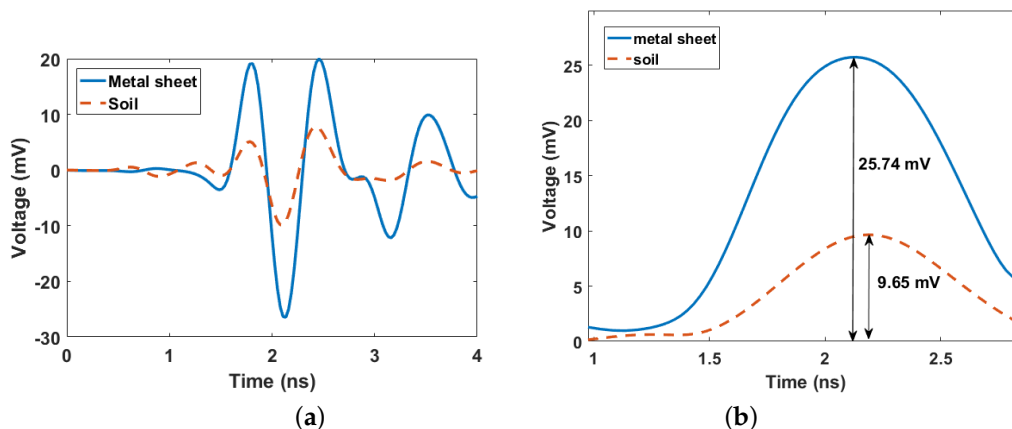 20
10
0
-10
-20
-30
Voltage (mV)
Metal sheet
Soil
0 1 2 3 4
Time (ns)
(a)
25
20
15
10
5
0
Voltage (mV)
metal sheet
soil
25.74 mV
9.65 mV
1 1.5 2 2.5
Time (ns)
(b)